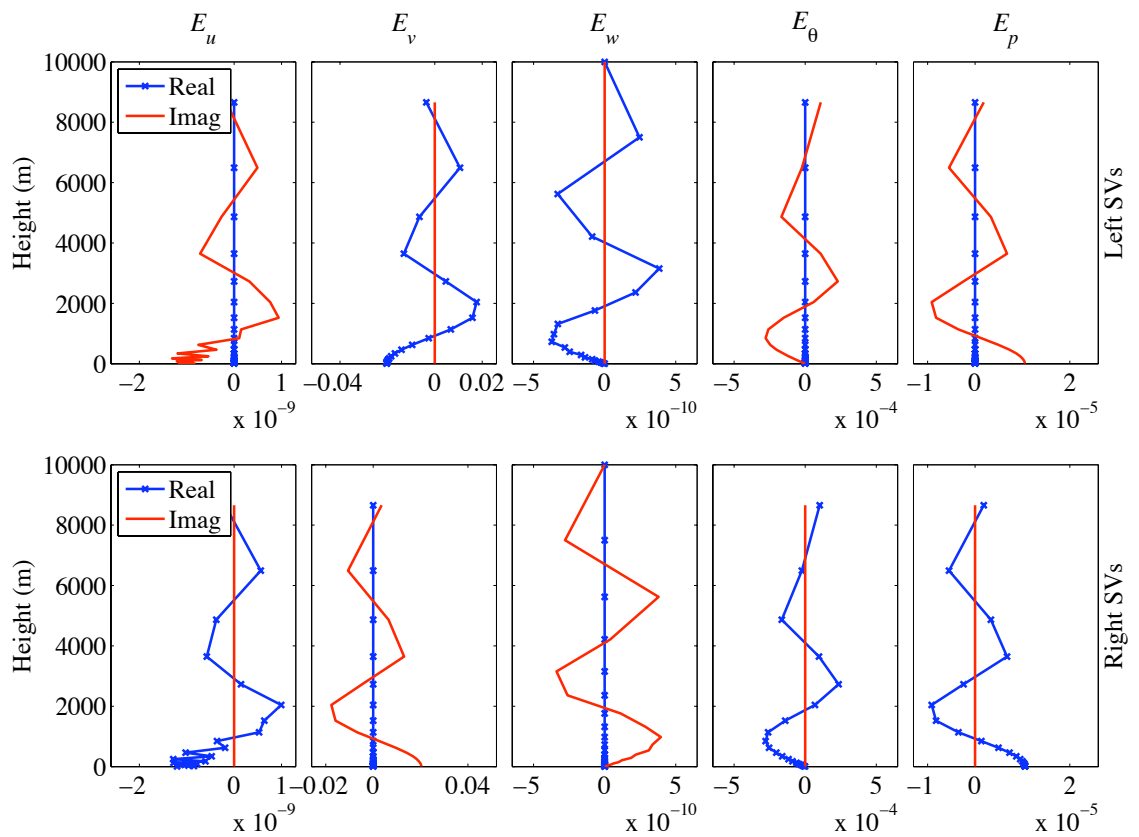 E_u E_v E_w E_θ E_p
10000
8000
6000
4000
2000
0
Height (m)
Real
Imag
Left SVs
−2 0 1
x 10^−9
−0.04 0 0.02
−5 0 5
x 10^−10
−5 0 5
x 10^−4
−1 0 2
x 10^−5
10000
8000
6000
4000
2000
0
Height (m)
Real
Imag
Right SVs
−2 0 1
x 10^−9
−0.02 0 0.04
−5 0 5
x 10^−10
−5 0 5
x 10^−4
−1 0 2
x 10^−5